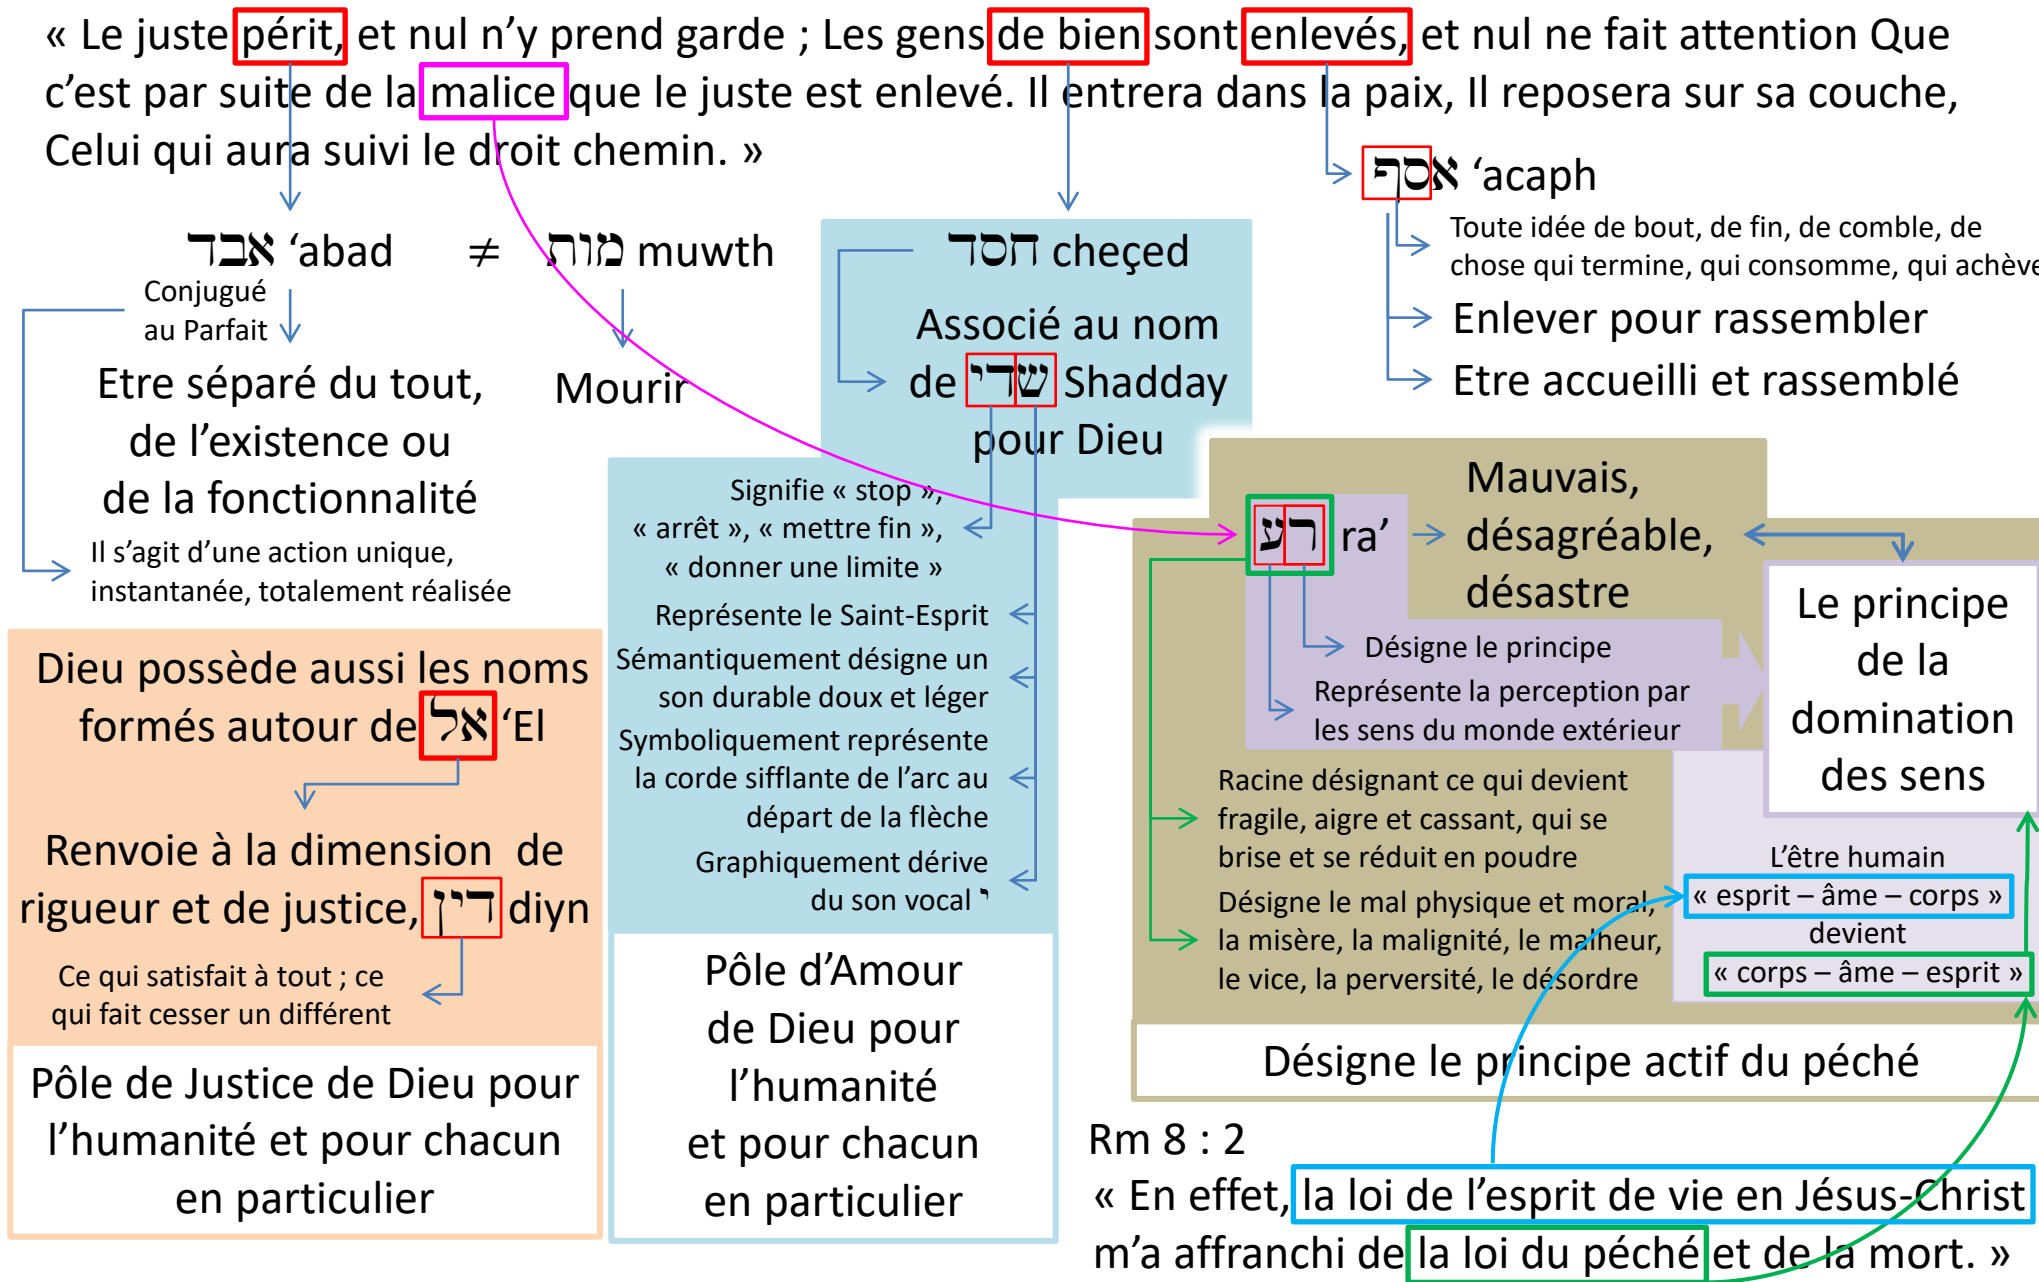 « Le juste périt, et nul n’y prend garde ; Les gens de bien sont enlevés, et nul ne fait attention Que
c’est par suite de la malice que le juste est enlevé. Il entrera dans la paix, Il reposera sur sa couche,
Celui qui aura suivi le droit chemin. »
אבד ‘abad ≠ מות muwth
Conjugué
au Parfait
Etre séparé du tout,
de l’existence ou
de la fonctionnalité
Mourir
Il s’agit d’une action unique,
instantanée, totalement réalisée
חסד cheçed
Associé au nom
de שדי Shadday
pour Dieu
Signifie « stop »,
« arrêt », « mettre fin »,
« donner une limite »
Représente le Saint-Esprit
Sémantiquement désigne un
son durable doux et léger
Symboliquement représente
la corde sifflante de l’arc au
départ de la flèche
Graphiquement dérive
du son vocal י
Pôle d’Amour
de Dieu pour
l’humanité
et pour chacun
en particulier
אסף ‘acaph
Toute idée de bout, de fin, de comble, de
chose qui termine, qui consomme, qui achève
Enlever pour rassembler
Etre accueilli et rassemblé
רע ra’
Mauvais,
désagréable,
désastre
Désigne le principe
Représente la perception par
les sens du monde extérieur
Le principe
de la
domination
des sens
Racine désignant ce qui devient
fragile, aigre et cassant, qui se
brise et se réduit en poudre
Désigne le mal physique et moral,
la misère, la malignité, le malheur,
le vice, la perversité, le désordre
L’être humain
« esprit – âme – corps »
devient
« corps – âme – esprit »
Désigne le principe actif du péché
Dieu possède aussi les noms
formés autour de אל ‘El
Renvoie à la dimension de
rigueur et de justice, דין diyn
Ce qui satisfait à tout ; ce
qui fait cesser un différent
Pôle de Justice de Dieu pour
l’humanité et pour chacun
en particulier
Rm 8 : 2
« En effet, la loi de l’esprit de vie en Jésus-Christ
m’a affranchi de la loi du péché et de la mort. »